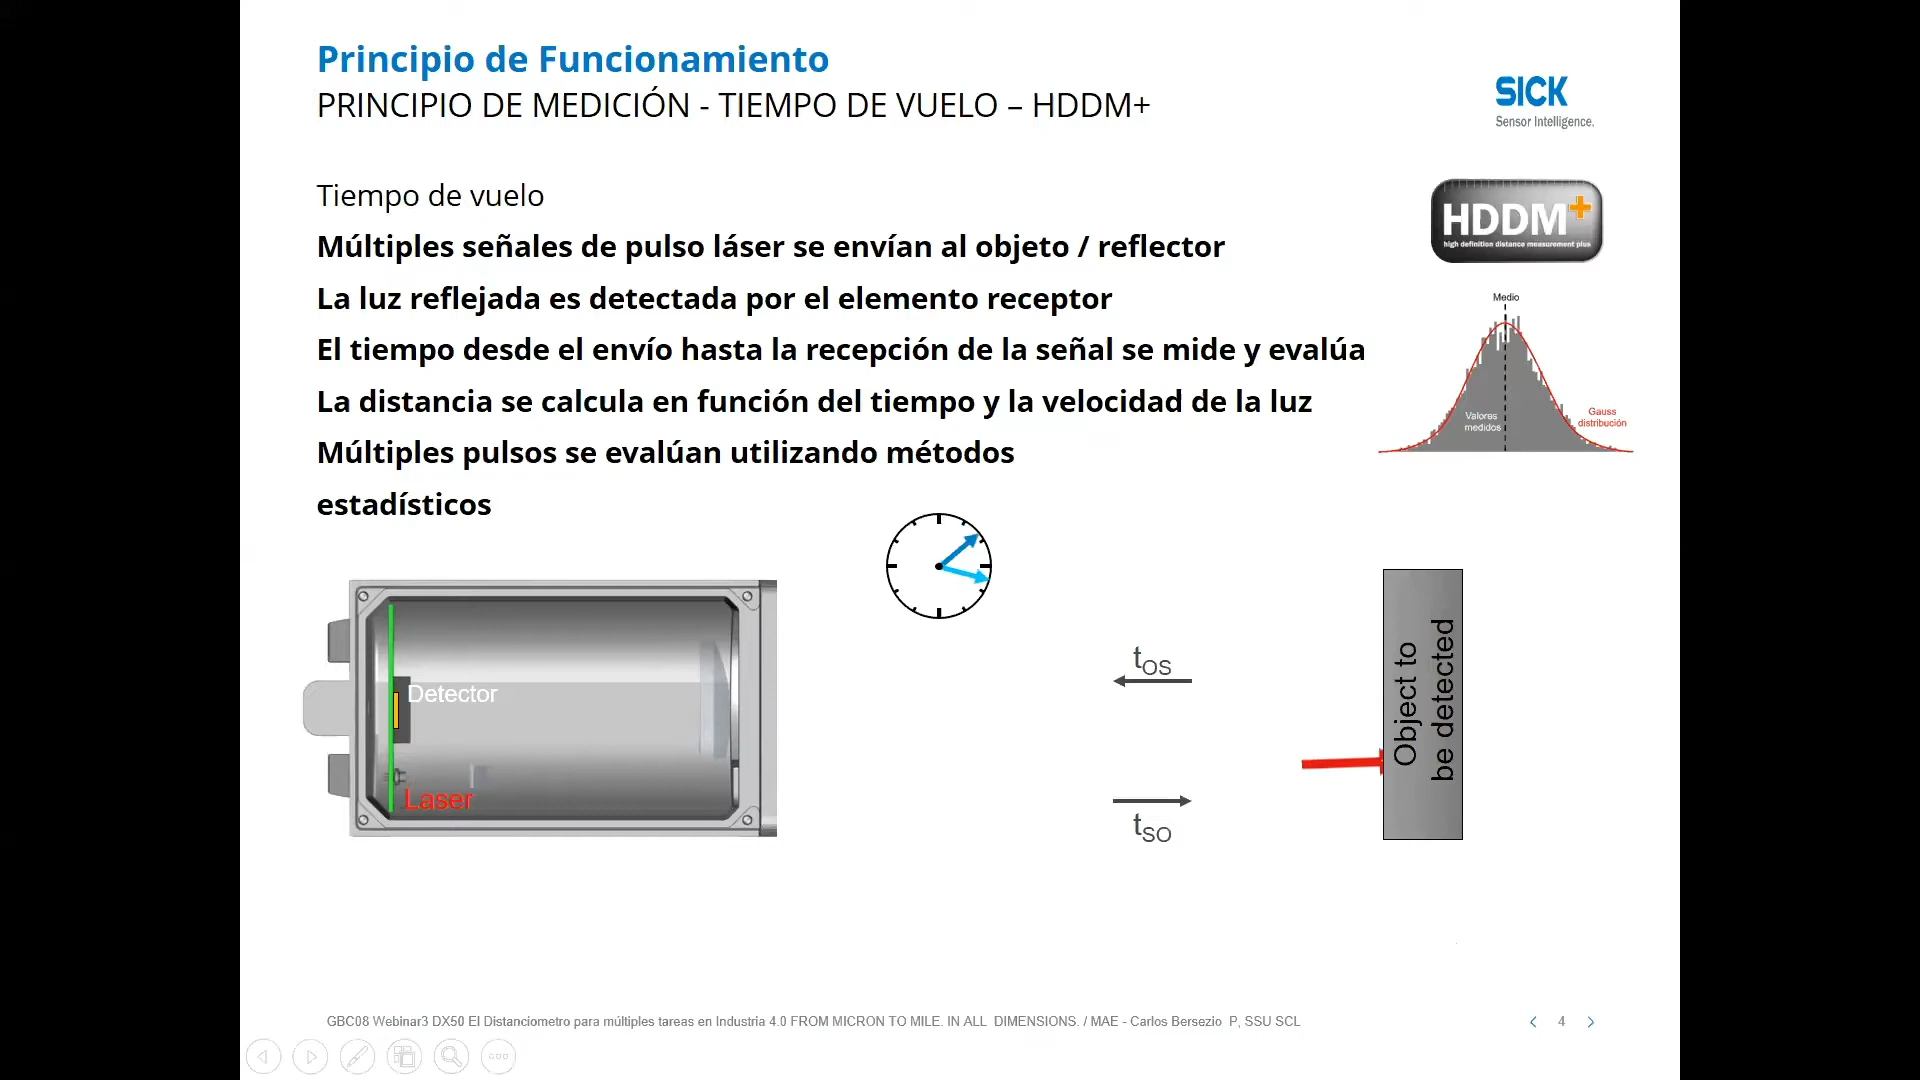 Principio de Funcionamiento
PRINCIPIO DE MEDICIÓN - TIEMPO DE VUELO – HDDM+
SICK
Sensor Intelligence.
Tiempo de vuelo
Múltiples señales de pulso láser se envían al objeto / reflector
La luz reflejada es detectada por el elemento receptor
El tiempo desde el envío hasta la recepción de la señal se mide y evalúa
La distancia se calcula en función del tiempo y la velocidad de la luz
Múltiples pulsos se evalúan utilizando métodos
estadísticos
HDDM+
high definition distance measurement plus
Medio
Valores
medidos
Gauss
distribución
Detector
Laser
tOS
tSO
Object to
be detected
GBC08 Webinar3 DX50 El Distanciometro para múltiples tareas en Industria 4.0 FROM MICRON TO MILE. IN ALL DIMENSIONS. / MAE - Carlos Bersezio P, SSU SCL
4